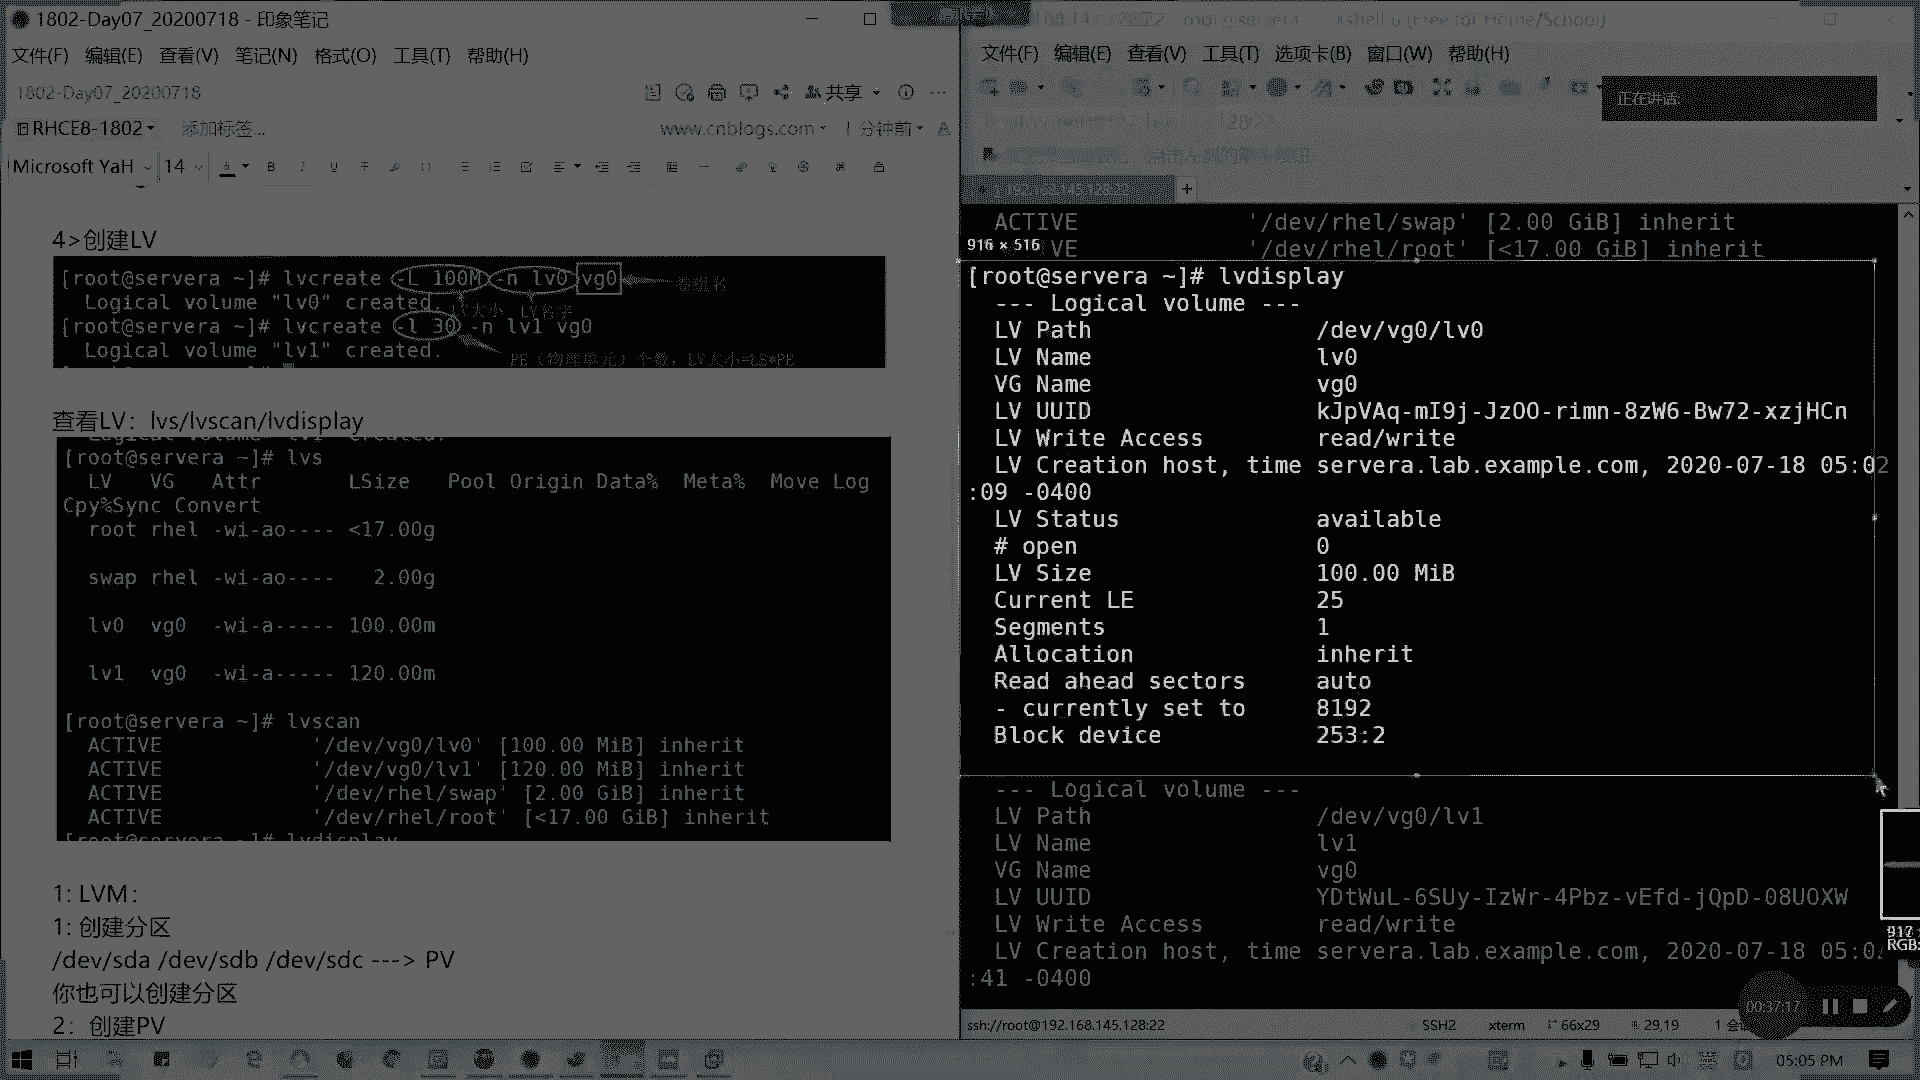 1802-Day07_20200718 - 印象笔记
文件(F) 编辑(E) 查看(V) 笔记(N) 格式(O) 工具(T) 帮助(H)
1802-Day07_20200718
共享
RHCE8-1802 添加标签...
www.cnblogs.com 1 分钟前
Microsoft YaH 14
4>创建LV
[root@servera ~]# lvcreate -L 100M -n lv0 vg0 卷组名
Logical volume "lv0" created. LV大小 LV名字
[root@servera ~]# lvcreate -l 30 -n lv1 vg0
Logical volume "lv1" created.
PE（物理单元）个数，LV大小=
查看LV：lvs/lvscan/lvdisplay
Logical volume "lv1" created.
[root@servera ~]# lvs
LV VG Attr LSize Pool Origin Data% Meta% Move Log
Cpy%Sync Convert
root rhel -wi-ao---- <17.00g
swap rhel -wi-ao---- 2.00g
lv0 vg0 -wi-a----- 100.00m
lv1 vg0 -wi-a----- 120.00m
[root@servera ~]# lvscan
ACTIVE '/dev/vg0/lv0' [100.00 MiB] inherit
ACTIVE '/dev/vg0/lv1' [120.00 MiB] inherit
ACTIVE '/dev/rhel/swap' [2.00 GiB] inherit
ACTIVE '/dev/rhel/root' [<17.00 GiB] inherit
[root@servera ~]# lvdisplay
1: LVM：
1: 创建分区
/dev/sda /dev/sdb /dev/sdc ---> PV
你也可以创建分区
2：创建PV
文件(F) 编辑(E) 查看(V) 工具(T) 选项卡(B) 窗口(W) 帮助(H)
正在讲话:
1 192.168.145.128:22
ACTIVE '/dev/rhel/swap' [2.00 GiB] inherit
916 × 516
VE '/dev/rhel/root' [<17.00 GiB] inherit
[root@servera ~]# lvdisplay
--- Logical volume ---
LV Path /dev/vg0/lv0
LV Name lv0
VG Name vg0
LV UUID kJpVAq-mI9j-JzOO-rimn-8zW6-Bw72-xzjHCn
LV Write Access read/write
LV Creation host, time servera.lab.example.com, 2020-07-18 05:02
:09 -0400
LV Status available
# open 0
LV Size 100.00 MiB
Current LE 25
Segments 1
Allocation inherit
Read ahead sectors auto
- currently set to 8192
Block device 253:2
--- Logical volume ---
LV Path /dev/vg0/lv1
LV Name lv1
VG Name vg0
LV UUID YDtWuL-6SUy-IzWr-4Pbz-vEfd-jQpD-08UOXW
LV Write Access read/write
LV Creation host, time servera.lab.example.com, 2020-07-18 05:02
:41 -0400
RGB:
00:37:17
ssh://root@192.168.145.128:22 SSH2 xterm 66x29 29,19
05:05 PM